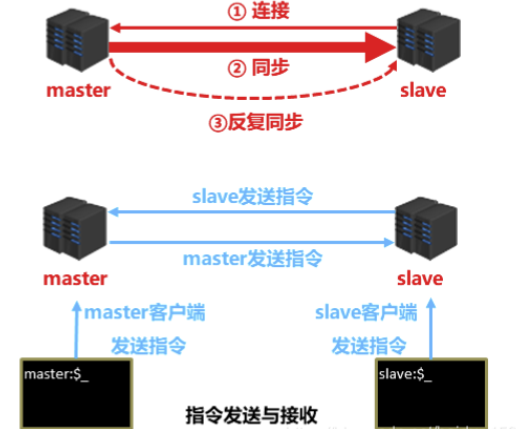 ① 连接
② 同步
master
slave
③反复同步
slave发送指令
master发送指令
master
slave
master客户端
发送指令
slave客户端
发送指令
master:$_
slave:$_
指令发送与接收